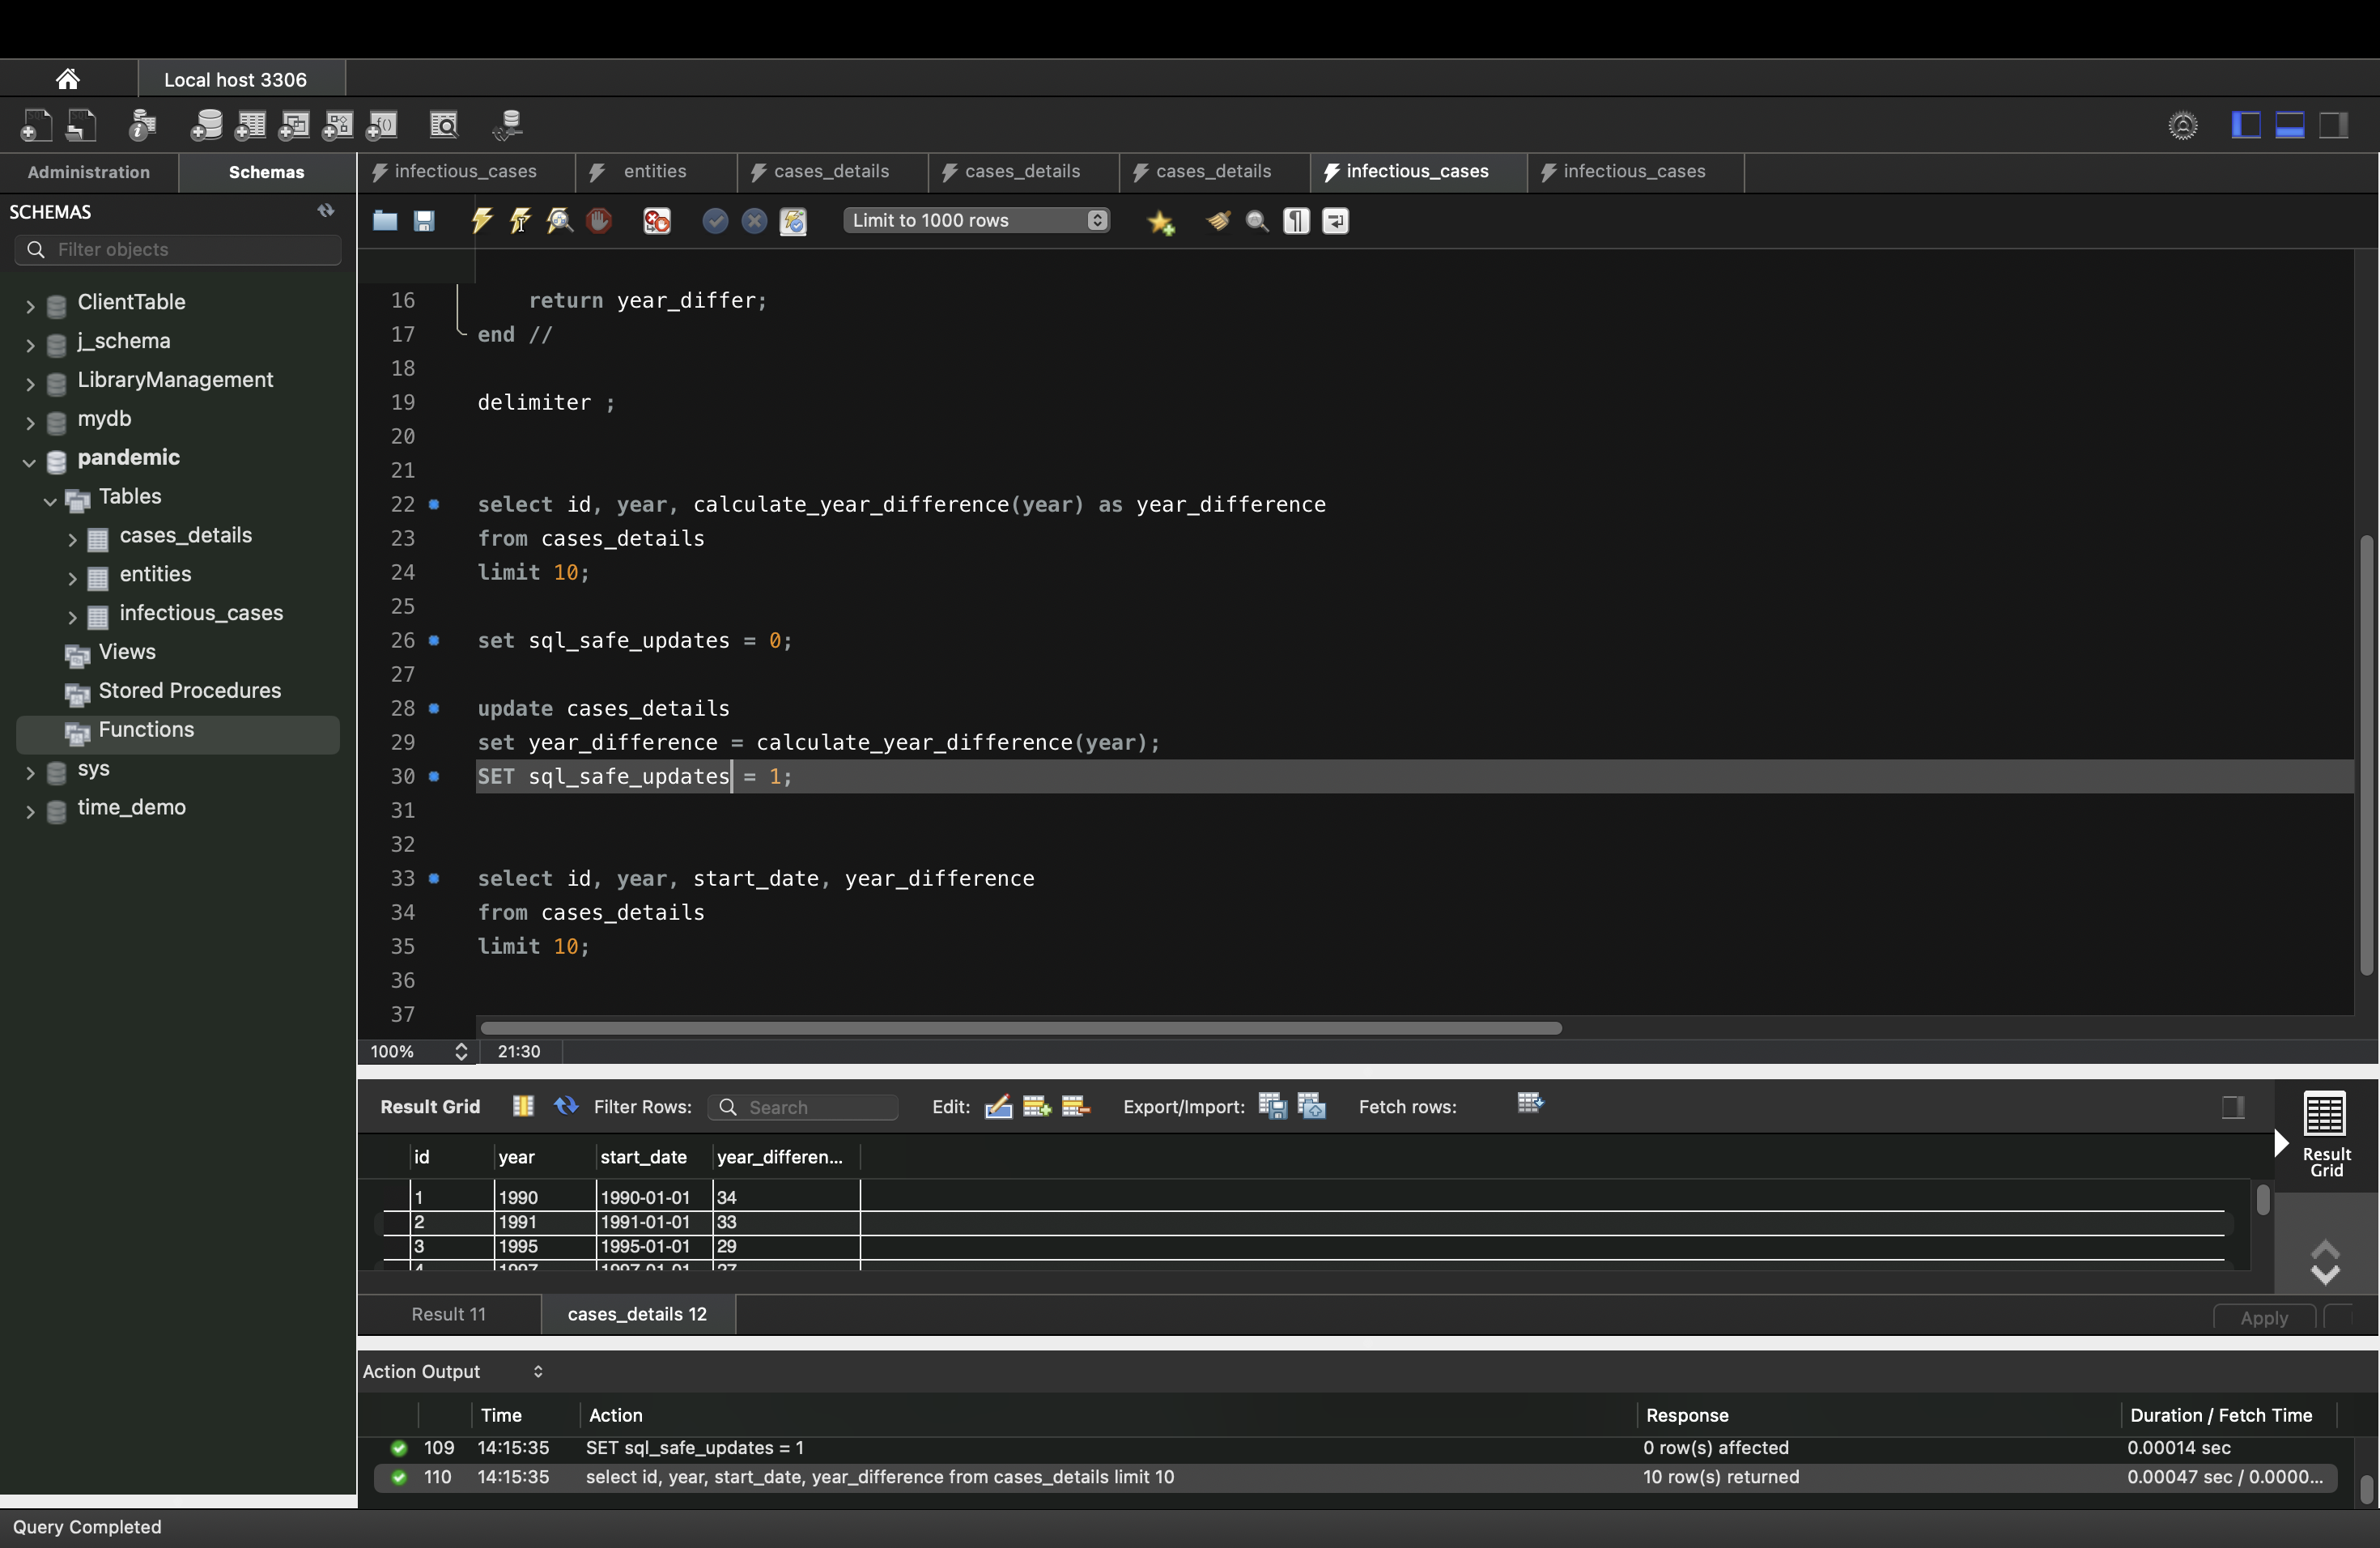 Local host 3306
Administration
Schemas
infectious_cases
entities
cases_details
cases_details
cases_details
infectious_cases
infectious_cases
SCHEMAS
Filter objects
Limit to 1000 rows
ClientTable
j_schema
LibraryManagement
mydb
pandemic
Tables
cases_details
entities
infectious_cases
Views
Stored Procedures
Functions
sys
time_demo
16 return year_differ;
17 end //
18
19 delimiter ;
20
21
22 select id, year, calculate_year_difference(year) as year_difference
23 from cases_details
24 limit 10;
25
26 set sql_safe_updates = 0;
27
28 update cases_details
29 set year_difference = calculate_year_difference(year);
30 SET sql_safe_updates = 1;
31
32
33 select id, year, start_date, year_difference
34 from cases_details
35 limit 10;
36
37
100% 21:30
Result Grid Filter Rows: Search Edit: Export/Import: Fetch rows:
id year start_date year_differen...
1 1990 1990-01-01 34
2 1991 1991-01-01 33
3 1995 1995-01-01 29
4 1997 1997-01-01 27
Result
Grid
Result 11
cases_details 12
Apply
Action Output
Time Action Response Duration / Fetch Time
109 14:15:35 SET sql_safe_updates = 1 0 row(s) affected 0.00014 sec
110 14:15:35 select id, year, start_date, year_difference from cases_details limit 10 10 row(s) returned 0.00047 sec / 0.0000...
Query Completed